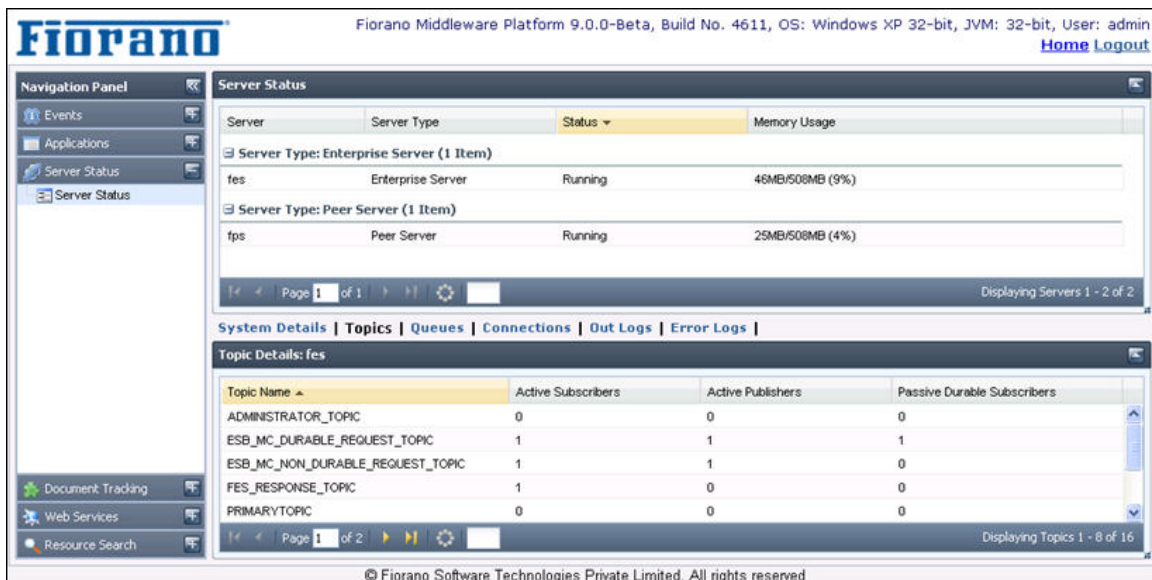 Fiorano
Fiorano Middleware Platform 9.0.0-Beta, Build No. 4611, OS: Windows XP 32-bit, JVM: 32-bit, User: admin
Home Logout
Navigation Panel
Events
Applications
Server Status
Server Status
Document Tracking
Web Services
Resource Search
Server Status
Server Server Type Status Memory Usage
Server Type: Enterprise Server (1 Item)
fes Enterprise Server Running 46MB/508MB (9%)
Server Type: Peer Server (1 Item)
fps Peer Server Running 25MB/508MB (4%)
Page 1 of 1 Displaying Servers 1 - 2 of 2
System Details | Topics | Queues | Connections | Out Logs | Error Logs |
Topic Details: fes
Topic Name Active Subscribers Active Publishers Passive Durable Subscribers
ADMINISTRATOR_TOPIC 0 0 0
ESB_MC_DURABLE_REQUEST_TOPIC 1 1 1
ESB_MC_NON_DURABLE_REQUEST_TOPIC 1 1 0
FES_RESPONSE_TOPIC 1 0 0
PRIMARYTOPIC 0 0 0
Page 1 of 2 Displaying Topics 1 - 8 of 16
© Fiorano Software Technologies Private Limited. All rights reserved